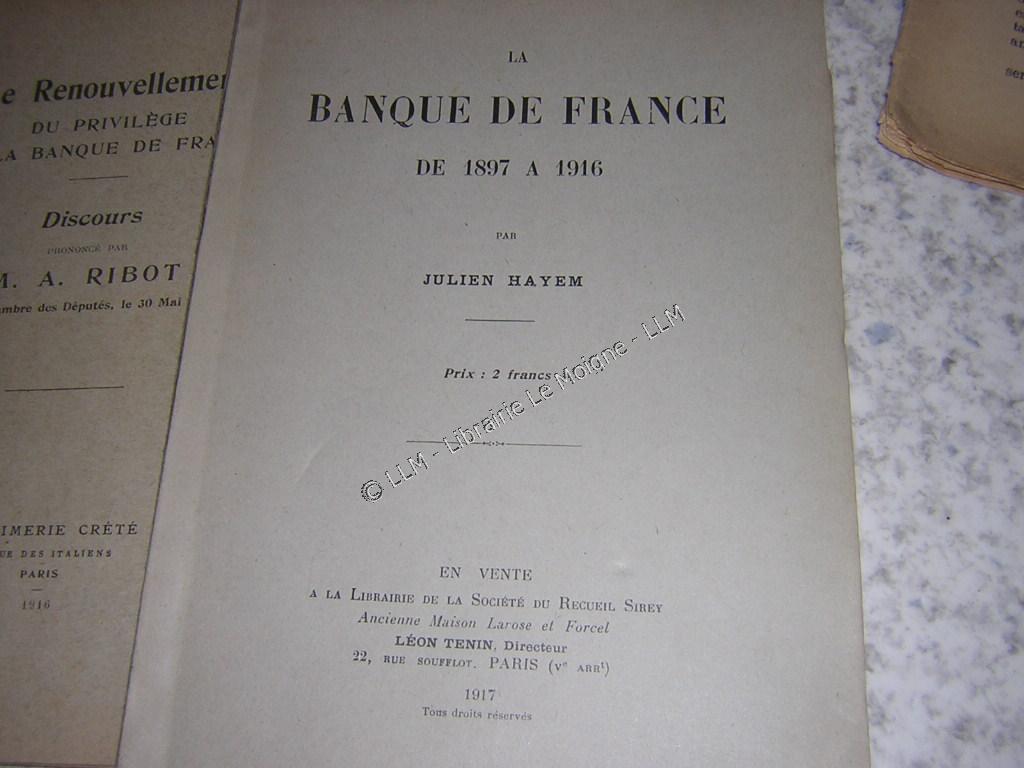 Renouvellement
DU PRIVILÈGE
LA BANQUE DE FRA
Discours
PRONONCÉ PAR
M. A. RIBOT
ambre des Députés, le 30 Mai
IMERIE CRÉTÉ
UE DES ITALIENS
PARIS
1916
LA
BANQUE DE FRANCE
DE 1897 A 1916
PAR
JULIEN HAYEM
Prix : 2 francs
© LLM - Librairie Le Moigne - LLM
EN VENTE
A LA LIBRAIRIE DE LA SOCIÉTÉ DU RECUEIL SIREY
Ancienne Maison Larose et Forcel
LÉON TENIN, Directeur
22, RUE SOUFFLOT. PARIS (Vᵉ ARRᵗ)
1917
Tous droits réservés